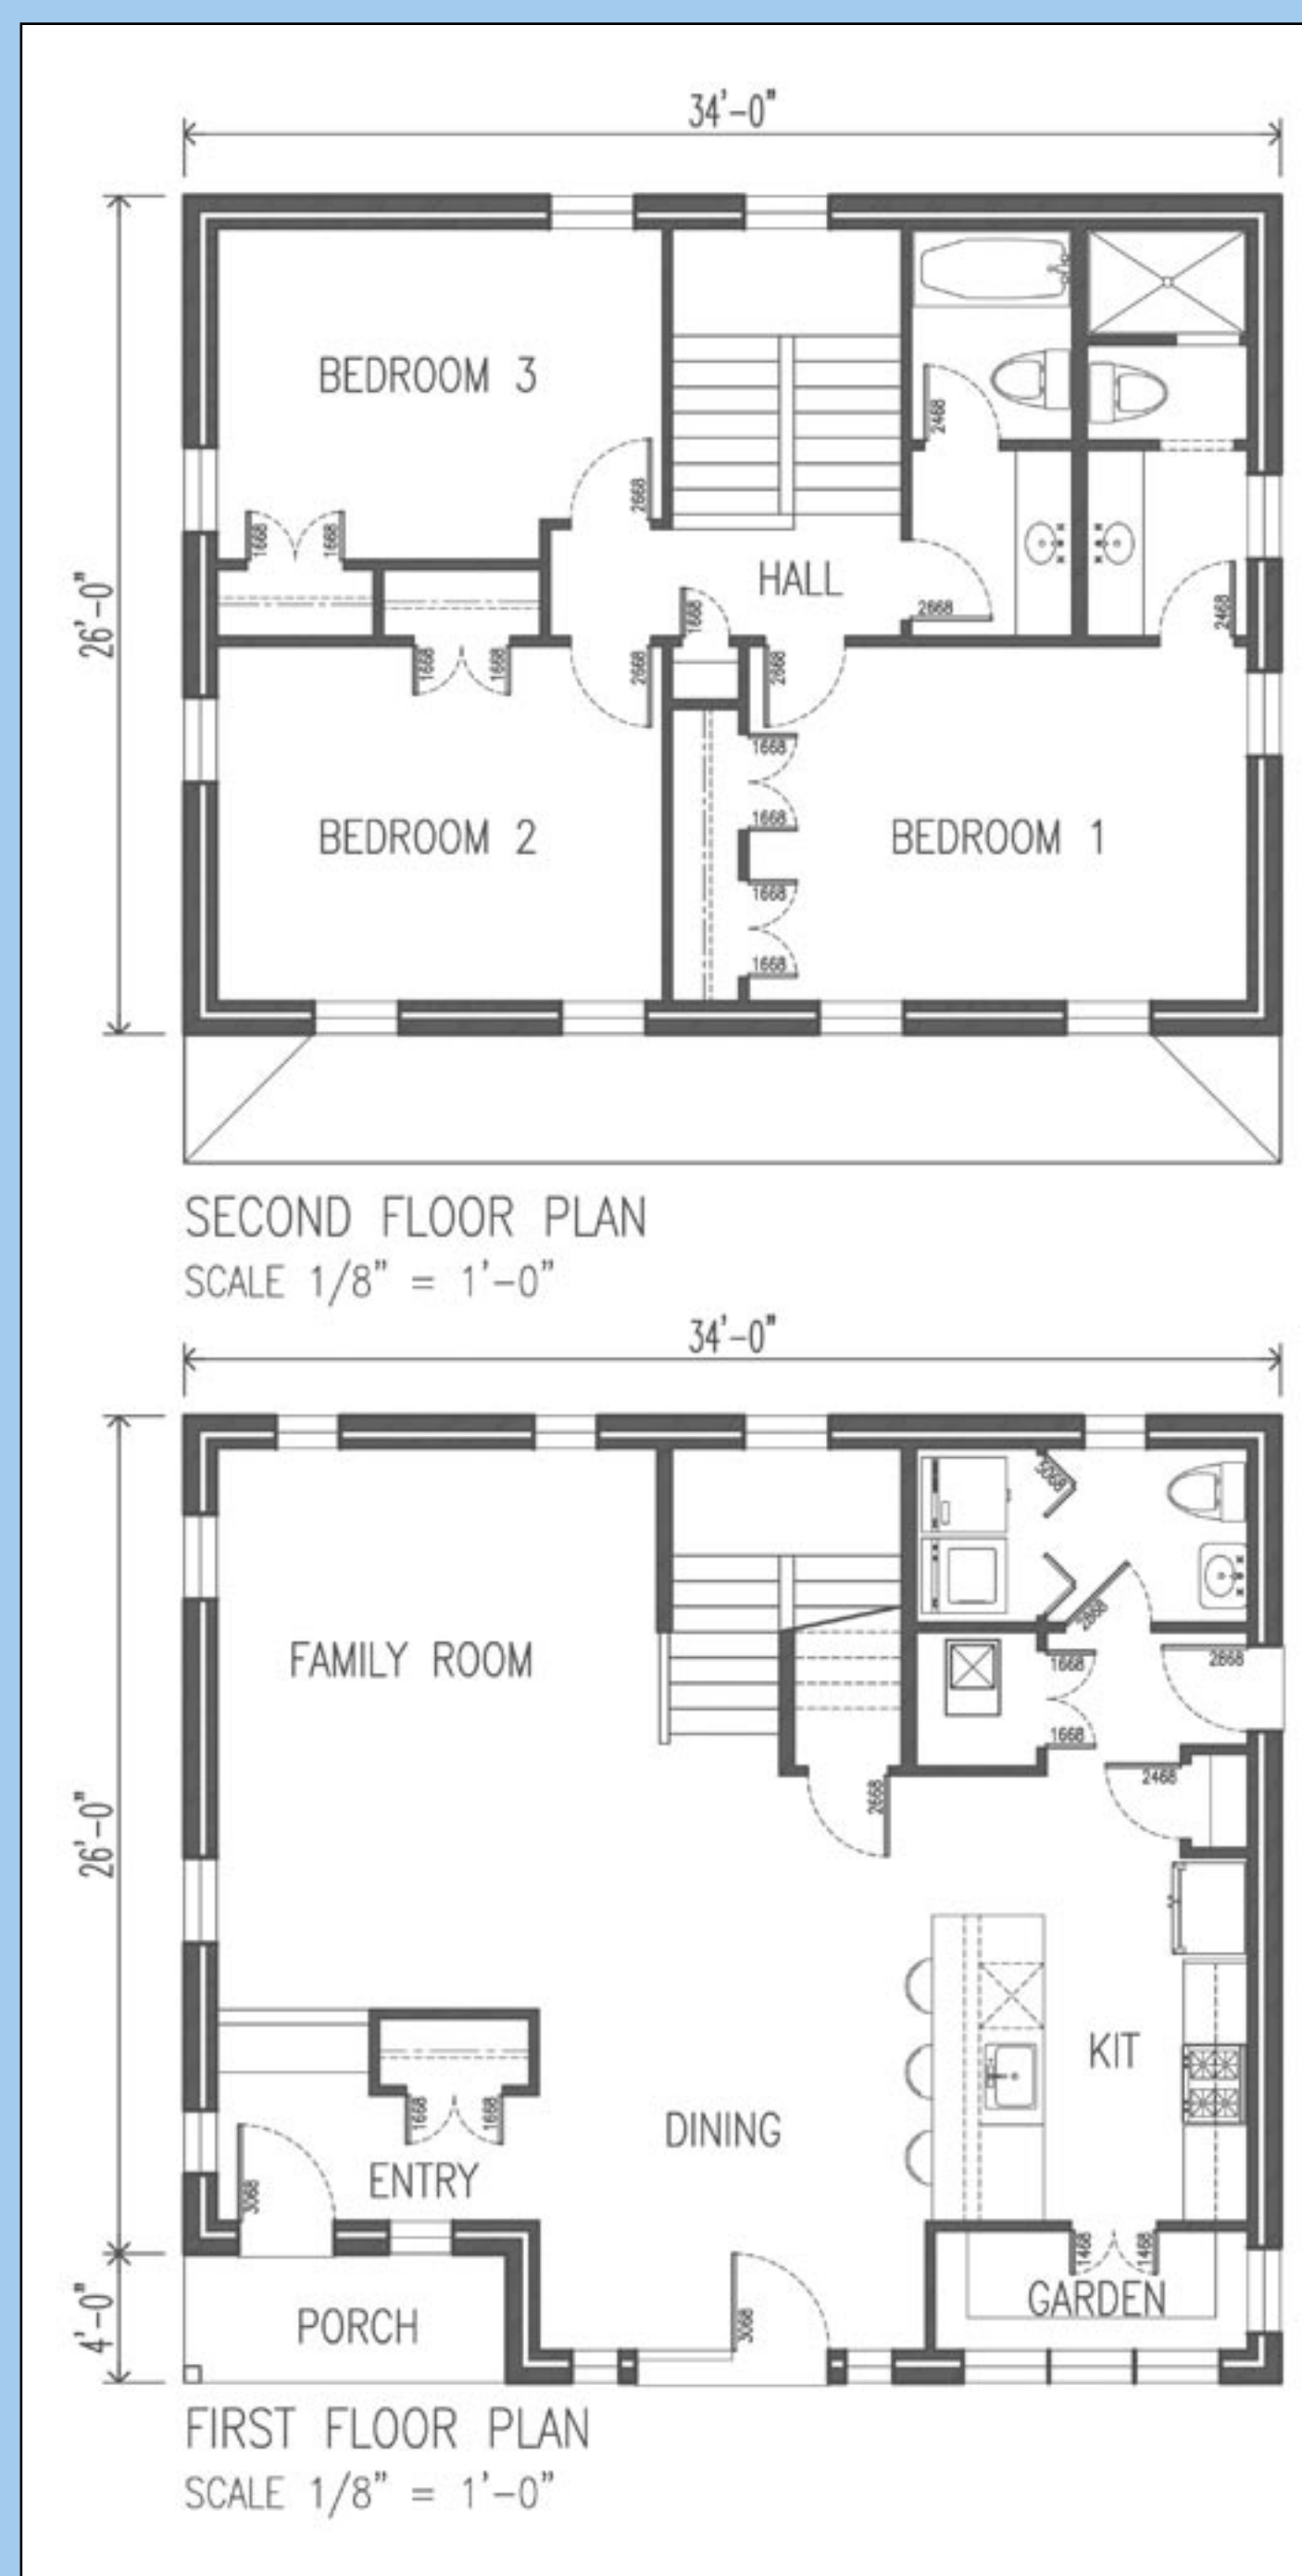 34'-0"
BEDROOM 3
2468
2668
1668 1668
26'-0"
HALL
1668
2668
2468
1668 1668
2668
2668
1668
BEDROOM 2
1668
BEDROOM 1
1668
1668
SECOND FLOOR PLAN
SCALE 1/8" = 1'-0"
34'-0"
5068
2868
FAMILY ROOM
1668
2868
1668
2468
2668
26'-0"
KIT
1668 1668
DINING
ENTRY
3068
1468 1468
GARDEN
PORCH
3068
4'-0"
FIRST FLOOR PLAN
SCALE 1/8" = 1'-0"